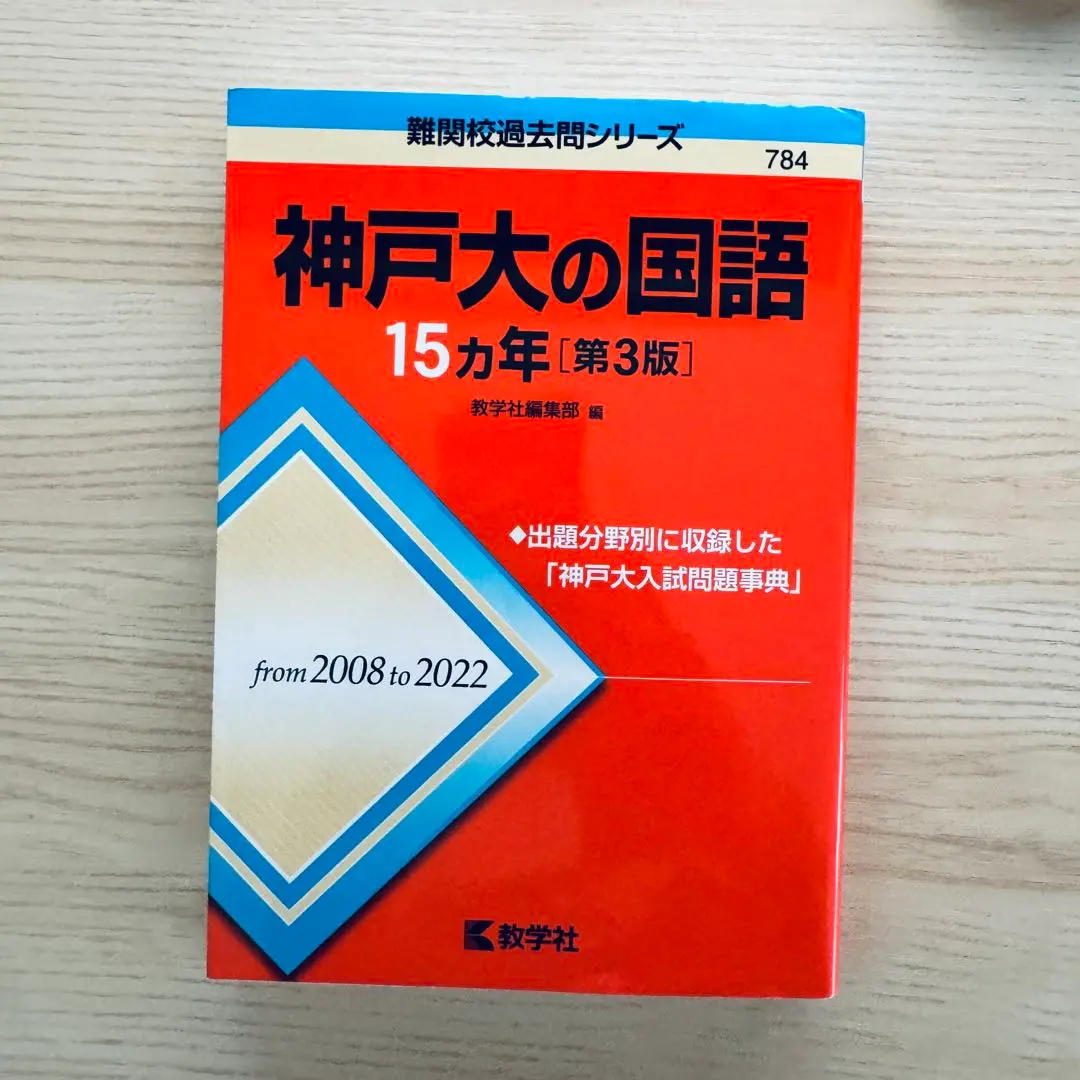 難関校過去問シリーズ
784
神戸大の国語
15カ年[第3版]
教学社編集部 編
◆出題分野別に収録した
「神戸大入試問題事典」
from 2008 to 2022
教学社